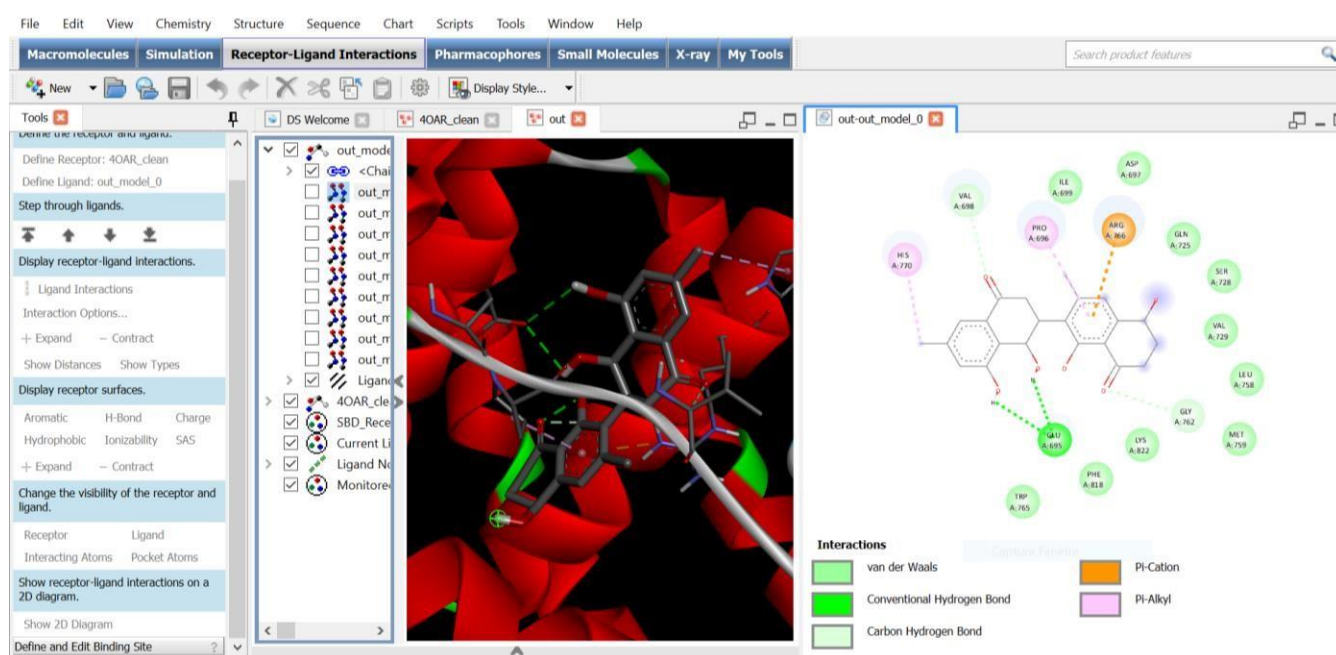 File Edit View Chemistry Structure Sequence Chart Scripts Tools Window Help
Macromolecules Simulation Receptor-Ligand Interactions Pharmacophores Small Molecules X-ray My Tools
Search product features
New Display Style...
Tools
DS Welcome 4OAR_clean out
Define the receptor and ligand.
Define Receptor: 4OAR_clean
Define Ligand: out_model_0
Step through ligands.
Display receptor-ligand interactions.
Ligand Interactions
Interaction Options...
+ Expand − Contract
Show Distances Show Types
Display receptor surfaces.
Aromatic H-Bond Charge
Hydrophobic Ionizability SAS
+ Expand − Contract
Change the visibility of the receptor and
ligand.
Receptor Ligand
Interacting Atoms Pocket Atoms
Show receptor-ligand interactions on a
2D diagram.
Show 2D Diagram
Define and Edit Binding Site ?
out_mode
<Chai
out_m
out_m
out_m
out_m
out_m
out_m
out_m
out_m
out_m
Ligand
4OAR_cle
SBD_Rece
Current Li
Ligand No
Monitored
out-out_model_0
ASP
A:697
ILE
A:699
VAL
A:698
PRO
A:696
ARG
A:766
GLN
A:725
HIS
A:770
SER
A:728
VAL
A:729
LEU
A:758
GLY
A:762
MET
A:759
GLU
A:695
LYS
A:822
PHE
A:818
TRP
A:765
O
O
O
O
O
O
H
H
Interactions
van der Waals
Conventional Hydrogen Bond
Carbon Hydrogen Bond
Pi-Cation
Pi-Alkyl
Capture Fenêtre